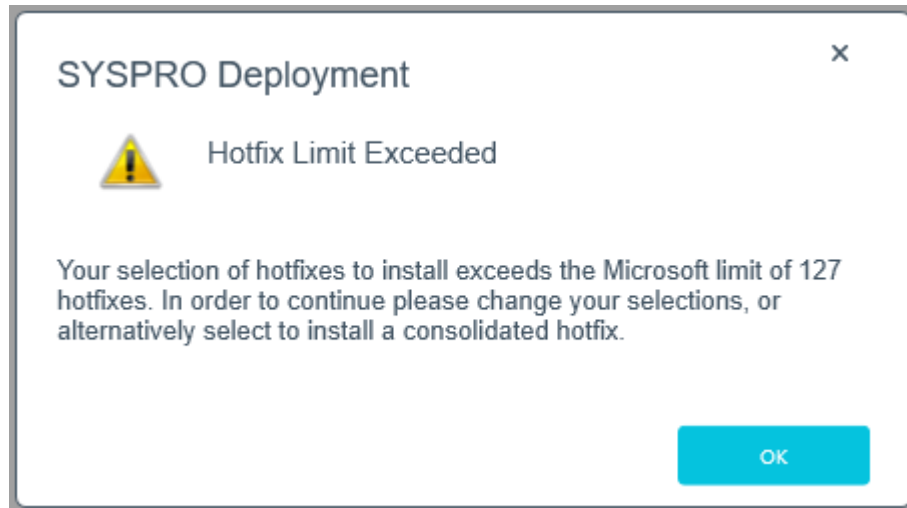 SYSPRO Deployment
Hotfix Limit Exceeded
Your selection of hotfixes to install exceeds the Microsoft limit of 127
hotfixes. In order to continue please change your selections, or
alternatively select to install a consolidated hotfix.
OK